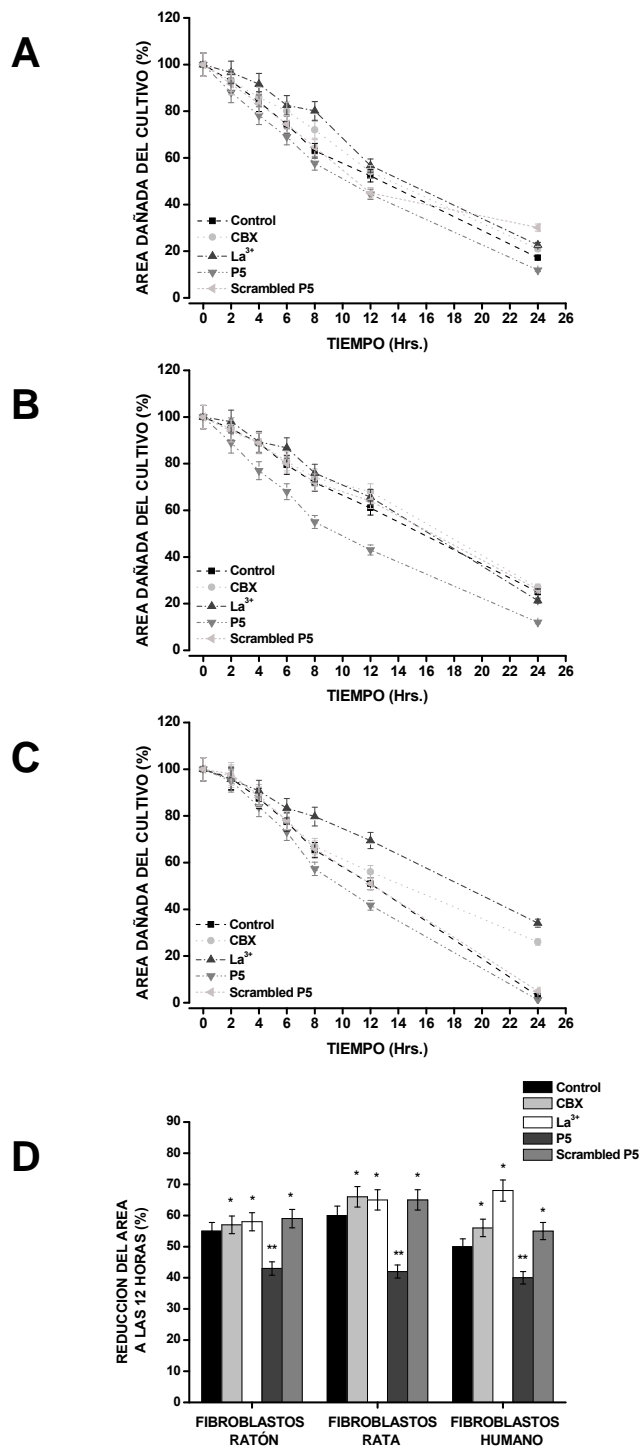 A
AREA DAÑADA DEL CULTIVO (%)
120
100
80
60
40
20
0
Control
CBX
La³⁺
P5
Scrambled P5
0 2 4 6 8 10 12 14 16 18 20 22 24 26
TIEMPO (Hrs.)
B
AREA DAÑADA DEL CULTIVO (%)
120
100
80
60
40
20
0
Control
CBX
La³⁺
P5
Scrambled P5
0 2 4 6 8 10 12 14 16 18 20 22 24 26
TIEMPO (Hrs.)
C
AREA DAÑADA DEL CULTIVO (%)
120
100
80
60
40
20
0
Control
CBX
La³⁺
P5
Scrambled P5
0 2 4 6 8 10 12 14 16 18 20 22 24 26
TIEMPO (Hrs.)
D
Control
CBX
La³⁺
P5
Scrambled P5
REDUCCION DEL AREA
A LAS 12 HORAS (%)
90
80
70
60
50
40
30
20
10
0
* * ** *
* * ** *
* * ** *
FIBROBLASTOS FIBROBLASTOS FIBROBLASTOS
RATÓN RATA HUMANO